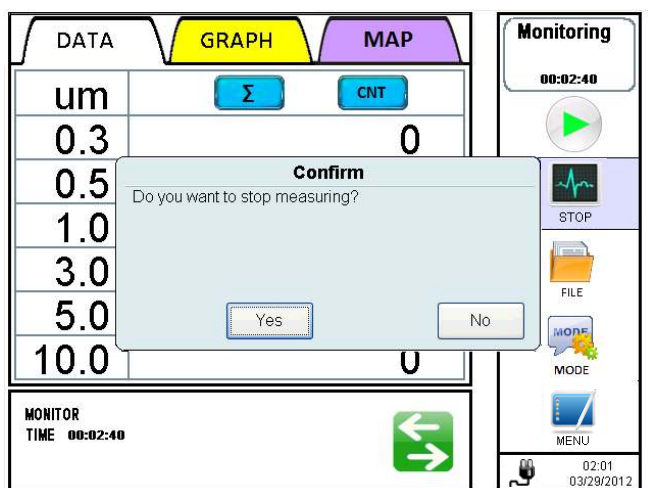 DATA GRAPH MAP
um Σ CNT
0.3 0
0.5
1.0
3.0
5.0
10.0 0
Confirm
Do you want to stop measuring?
Yes No
MONITOR
TIME 00:02:40
Monitoring
00:02:40
STOP
FILE
MODE
MODE
MENU
02:01
03/29/2012